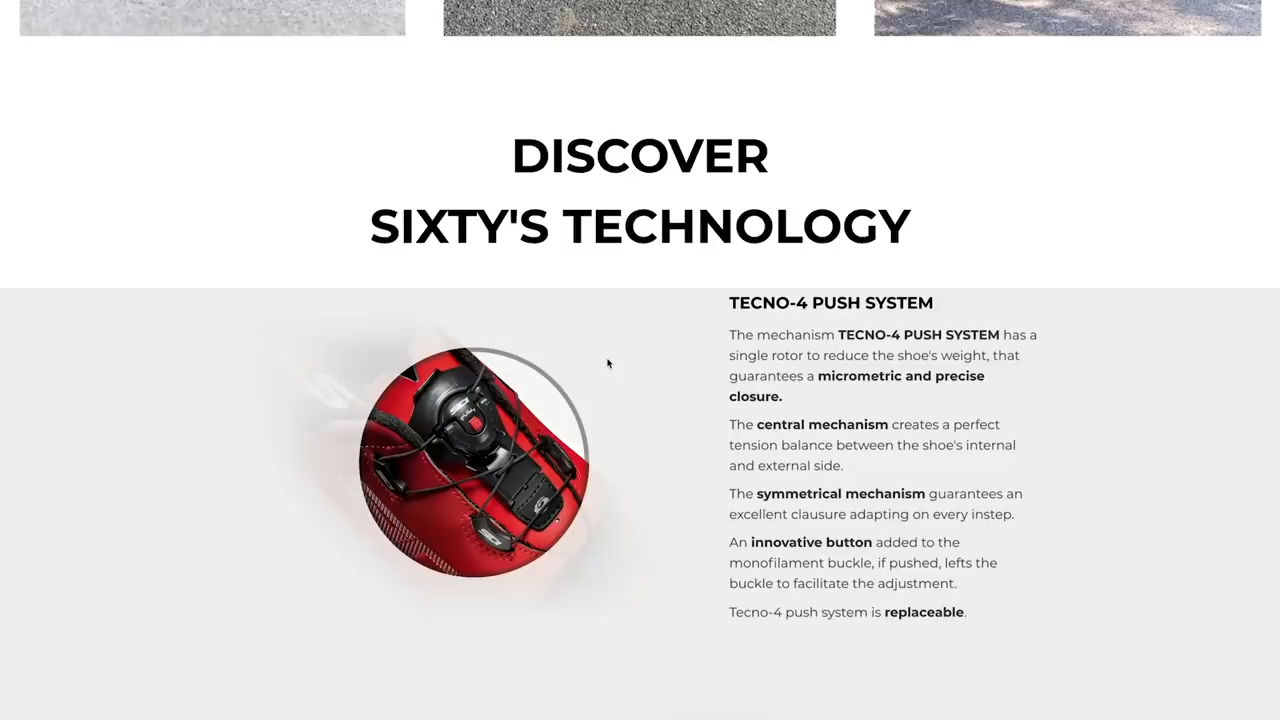 DISCOVER
SIXTY'S TECHNOLOGY
TECNO-4 PUSH SYSTEM
The mechanism TECNO-4 PUSH SYSTEM has a
single rotor to reduce the shoe's weight, that
guarantees a micrometric and precise
closure.
The central mechanism creates a perfect
tension balance between the shoe's internal
and external side.
The symmetrical mechanism guarantees an
excellent clausure adapting on every instep.
An innovative button added to the
monofilament buckle, if pushed, lefts the
buckle to facilitate the adjustment.
Tecno-4 push system is replaceable.